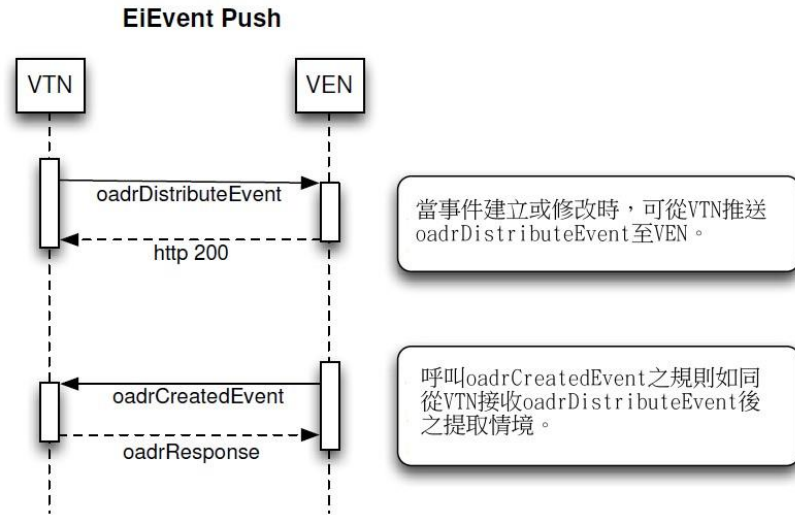 EiEvent Push
VTN
VEN
oadrDistributeEvent
http 200
當事件建立或修改時，可從VTN推送
oadrDistributeEvent至VEN。
oadrCreatedEvent
oadrResponse
呼叫oadrCreatedEvent之規則如同
從VTN接收oadrDistributeEvent後
之提取情境。